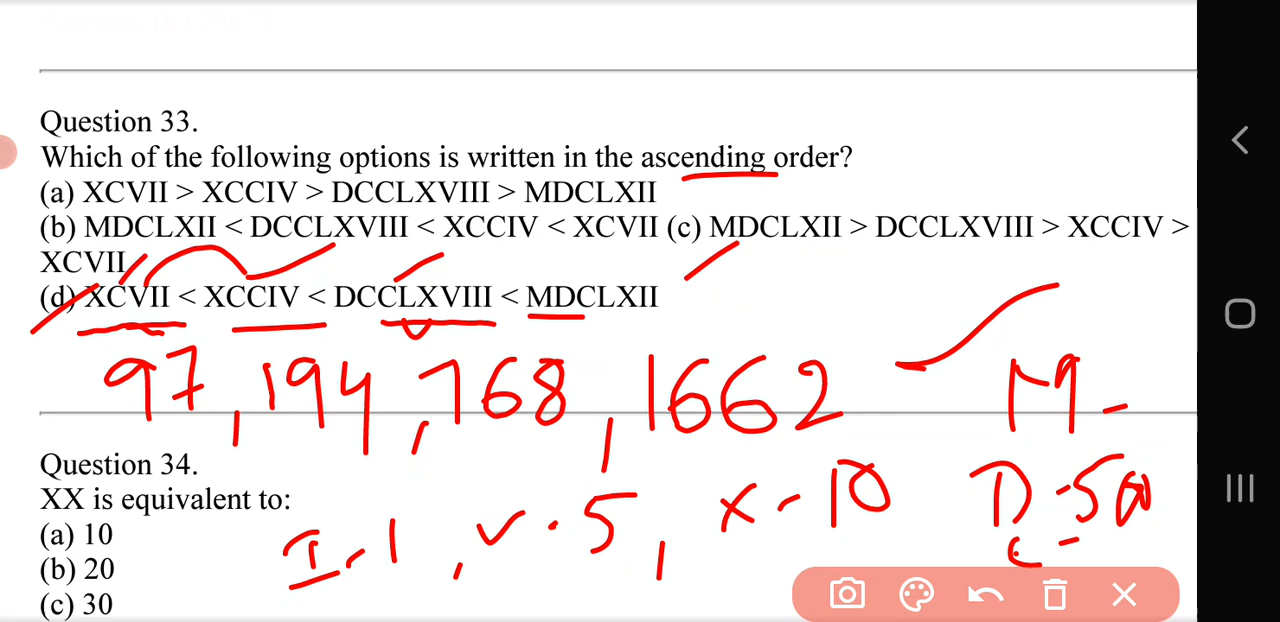 Question 33.
Which of the following options is written in the ascending order?
(a) XCVII > XCCIV > DCCLXVIII > MDCLXII
(b) MDCLXII < DCCLXVIII < XCCIV < XCVII (c) MDCLXII > DCCLXVIII > XCCIV >
XCVII
(d) XCVII < XCCIV < DCCLXVIII < MDCLXII
97, 194, 768, 1662
M -
Question 34.
XX is equivalent to:
(a) 10
(b) 20
(c) 30
I - 1, V - 5, X - 10 D - 500
C -